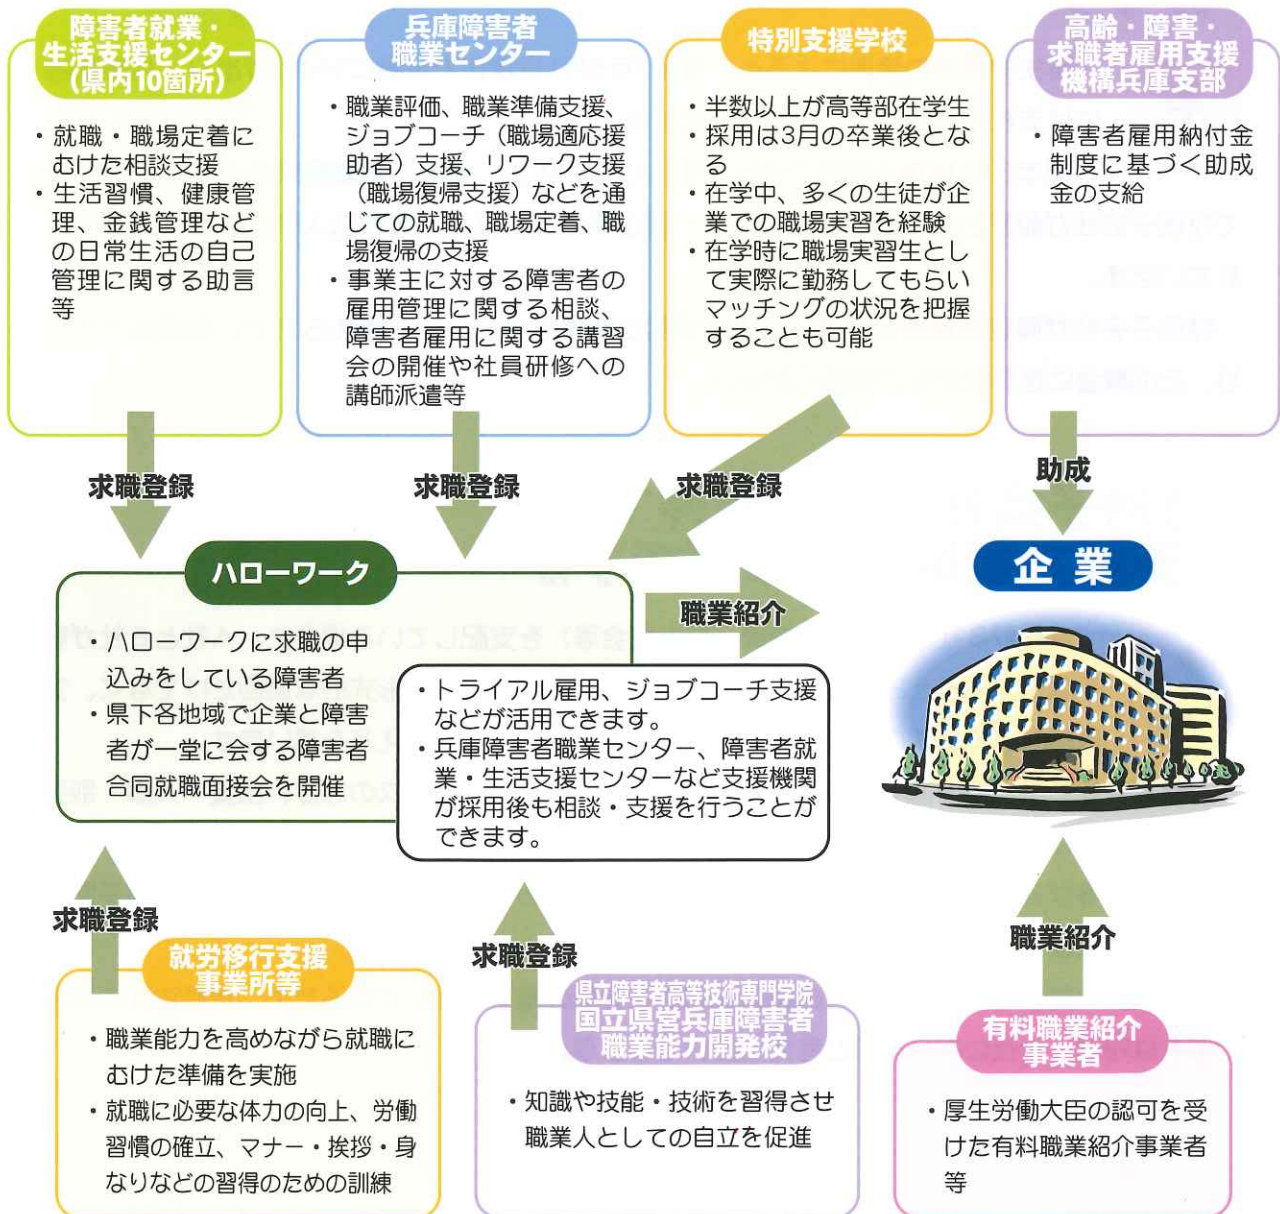 障害者就業・
生活支援センター
(県内10箇所)
・就職・職場定着に
むけた相談支援
・生活習慣、健康管
理、金銭管理など
の日常生活の自己
管理に関する助言
等
兵庫障害者
職業センター
・職業評価、職業準備支援、
ジョブコーチ（職場適応援
助者）支援、リワーク支援
（職場復帰支援）などを通
じての就職、職場定着、職
場復帰の支援
・事業主に対する障害者の
雇用管理に関する相談、
障害者雇用に関する講習
会の開催や社員研修への
講師派遣等
特別支援学校
・半数以上が高等部在学生
・採用は3月の卒業後とな
る
・在学中、多くの生徒が企
業での職場実習を経験
・在学時に職場実習生とし
て実際に勤務してもらい
マッチングの状況を把握
することも可能
高齢・障害・
求職者雇用支援
機構兵庫支部
・障害者雇用納付金
制度に基づく助成
金の支給
求職登録
求職登録
求職登録
助成
ハローワーク
・ハローワークに求職の申
込みをしている障害者
・県下各地域で企業と障害
者が一堂に会する障害者
合同就職面接会を開催
職業紹介
・トライアル雇用、ジョブコーチ支援
などが活用できます。
・兵庫障害者職業センター、障害者就
業・生活支援センターなど支援機関
が採用後も相談・支援を行うことが
できます。
企業
求職登録
就労移行支援
事業所等
・職業能力を高めながら就職に
むけた準備を実施
・就職に必要な体力の向上、労働
習慣の確立、マナー・挨拶・身
なりなどの習得のための訓練
求職登録
県立障害者高等技術専門学院
国立県営兵庫障害者
職業能力開発校
・知識や技能・技術を習得させ
職業人としての自立を促進
職業紹介
有料職業紹介
事業者
・厚生労働大臣の認可を受
けた有料職業紹介事業者
等